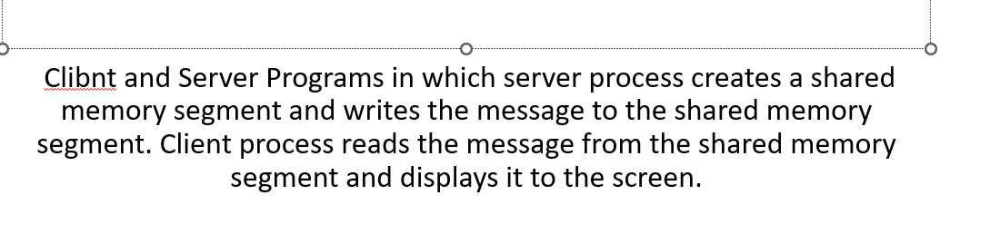 Clibnt and Server Programs in which server process creates a shared
memory segment and writes the message to the shared memory
segment. Client process reads the message from the shared memory
segment and displays it to the screen.